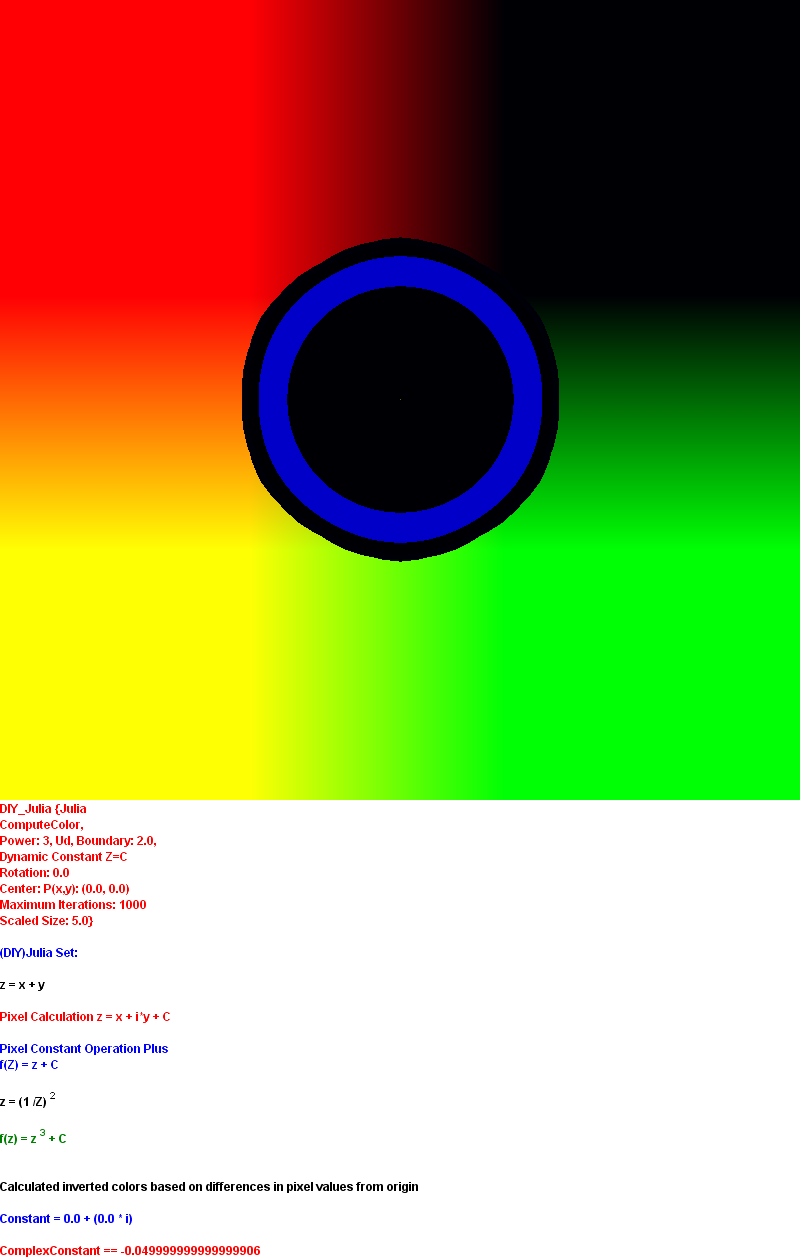 DIY_Julia {Julia
ComputeColor,
Power: 3, Ud, Boundary: 2.0,
Dynamic Constant Z=C
Rotation: 0.0
Center: P(x,y): (0.0, 0.0)
Maximum Iterations: 1000
Scaled Size: 5.0}
(DIY)Julia Set:
z = x + y
Pixel Calculation z = x + i*y + C
Pixel Constant Operation Plus
f(Z) = z + C
z = (1 /Z) ²
f(z) = z ³ + C
Calculated inverted colors based on differences in pixel values from origin
Constant = 0.0 + (0.0 * i)
ComplexConstant == -0.049999999999999906